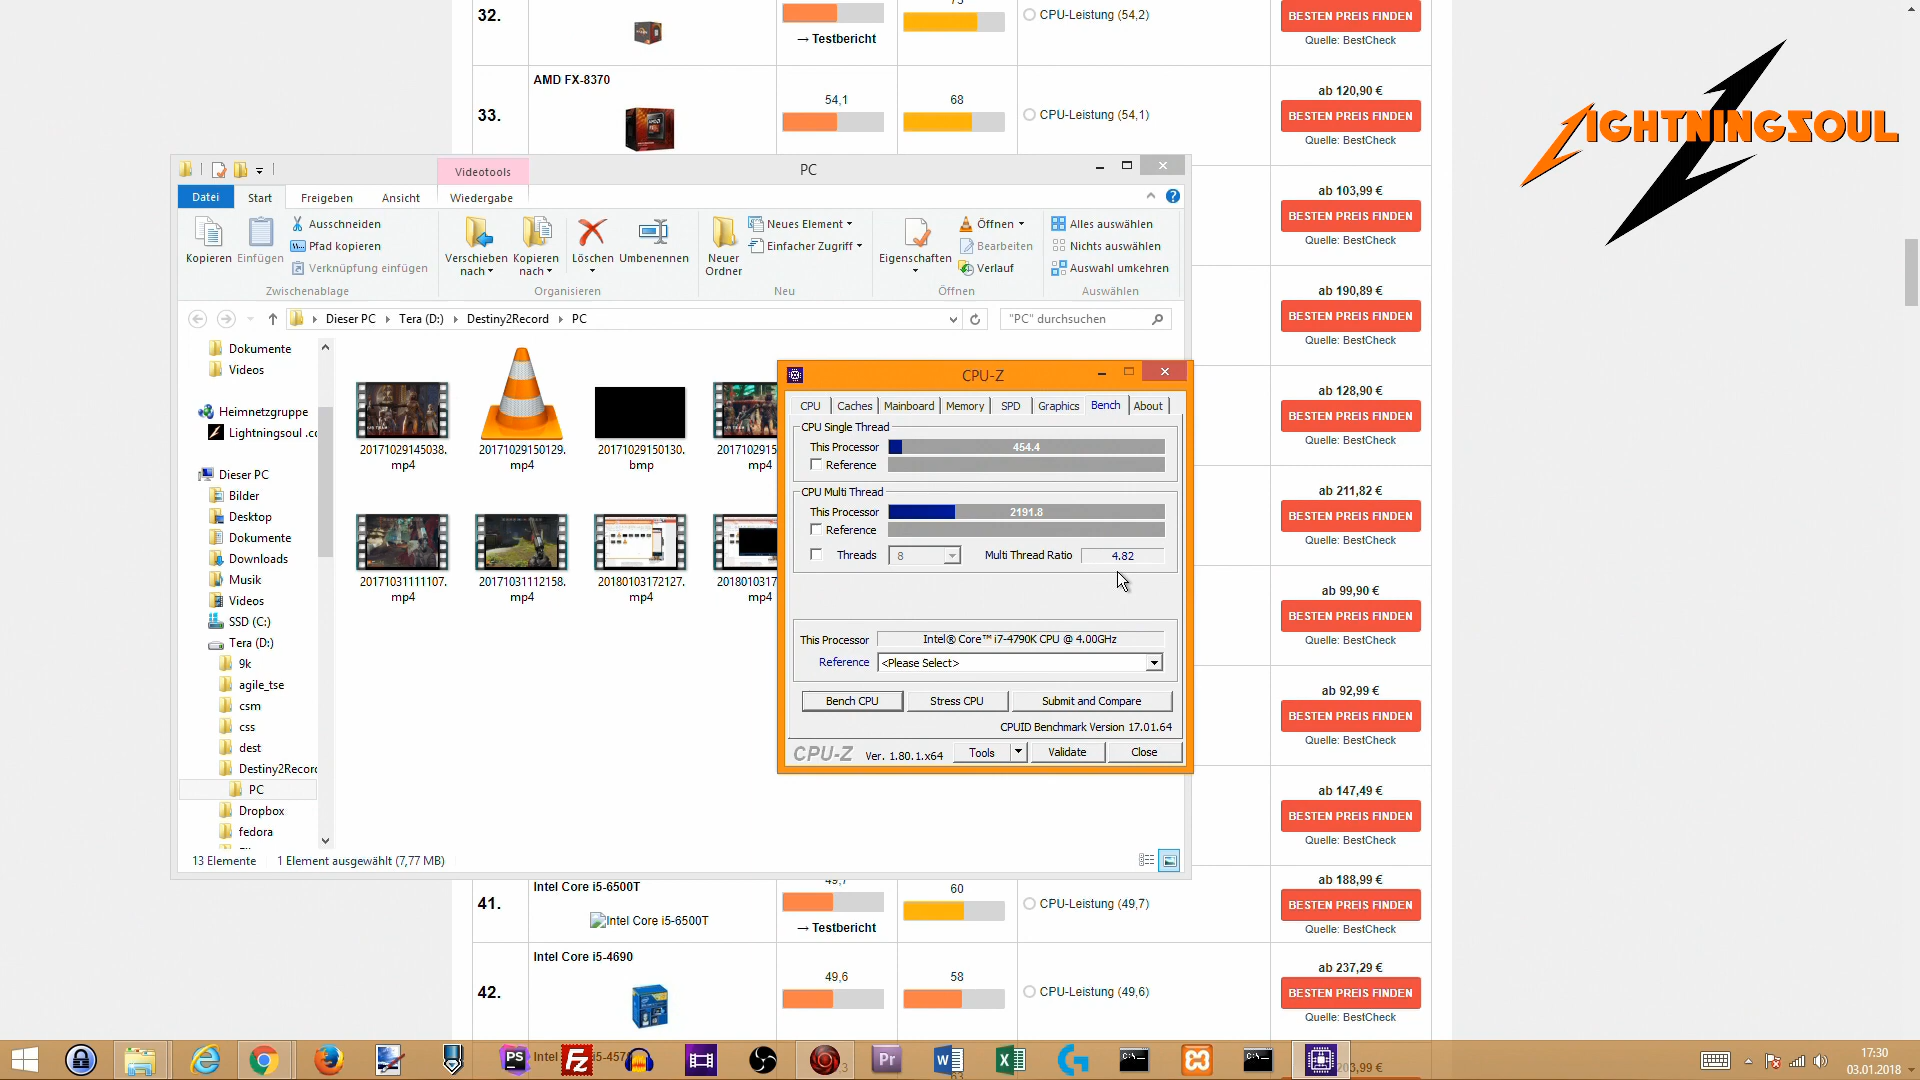 32.
73
→ Testbericht
CPU-Leistung (54,2)
BESTEN PREIS FINDEN
Quelle: BestCheck
AMD FX-8370
33.
54,1
68
CPU-Leistung (54,1)
ab 120,90 €
BESTEN PREIS FINDEN
Quelle: BestCheck
LIGHTNINGSOUL
ab 103,99 €
BESTEN PREIS FINDEN
Quelle: BestCheck
ab 190,89 €
BESTEN PREIS FINDEN
Quelle: BestCheck
ab 128,90 €
BESTEN PREIS FINDEN
Quelle: BestCheck
ab 211,82 €
BESTEN PREIS FINDEN
Quelle: BestCheck
ab 99,90 €
BESTEN PREIS FINDEN
Quelle: BestCheck
ab 92,99 €
BESTEN PREIS FINDEN
Quelle: BestCheck
ab 147,49 €
BESTEN PREIS FINDEN
Quelle: BestCheck
Videotools
PC
Datei
Start
Freigeben
Ansicht
Wiedergabe
Kopieren
Einfügen
Ausschneiden
Pfad kopieren
Verknüpfung einfügen
Zwischenablage
Verschieben nach
Kopieren nach
Löschen
Umbenennen
Organisieren
Neuer Ordner
Neues Element
Einfacher Zugriff
Neu
Eigenschaften
Öffnen
Bearbeiten
Verlauf
Öffnen
Alles auswählen
Nichts auswählen
Auswahl umkehren
Auswählen
Dieser PC
Tera (D:)
Destiny2Record
PC
"PC" durchsuchen
Dokumente
Videos
Heimnetzgruppe
Lightningsoul .co
Dieser PC
Bilder
Desktop
Dokumente
Downloads
Musik
Videos
SSD (C:)
Tera (D:)
9k
agile_tse
csm
css
dest
Destiny2Record
PC
Dropbox
fedora
20171029145038.
mp4
20171029150129.
mp4
20171029150130.
bmp
2017102915
mp4
20171031111107.
mp4
20171031112158.
mp4
20180103172127.
mp4
2018010317
mp4
13 Elemente
1 Element ausgewählt (7,77 MB)
CPU-Z
CPU
Caches
Mainboard
Memory
SPD
Graphics
Bench
About
CPU Single Thread
This Processor
454.4
Reference
CPU Multi Thread
This Processor
2191.8
Reference
Threads
8
Multi Thread Ratio
4.82
This Processor
Intel® Core™ i7-4790K CPU @ 4.00GHz
Reference
<Please Select>
Bench CPU
Stress CPU
Submit and Compare
CPUID Benchmark Version 17.01.64
CPU-Z
Ver. 1.80.1.x64
Tools
Validate
Close
Intel Core i5-6500T
41.
Intel Core i5-6500T
49,7
→ Testbericht
60
CPU-Leistung (49,7)
ab 188,99 €
BESTEN PREIS FINDEN
Quelle: BestCheck
Intel Core i5-4690
42.
49,6
58
CPU-Leistung (49,6)
ab 237,29 €
BESTEN PREIS FINDEN
Quelle: BestCheck
PS
Fz
Pr
17:30
03.01.2018